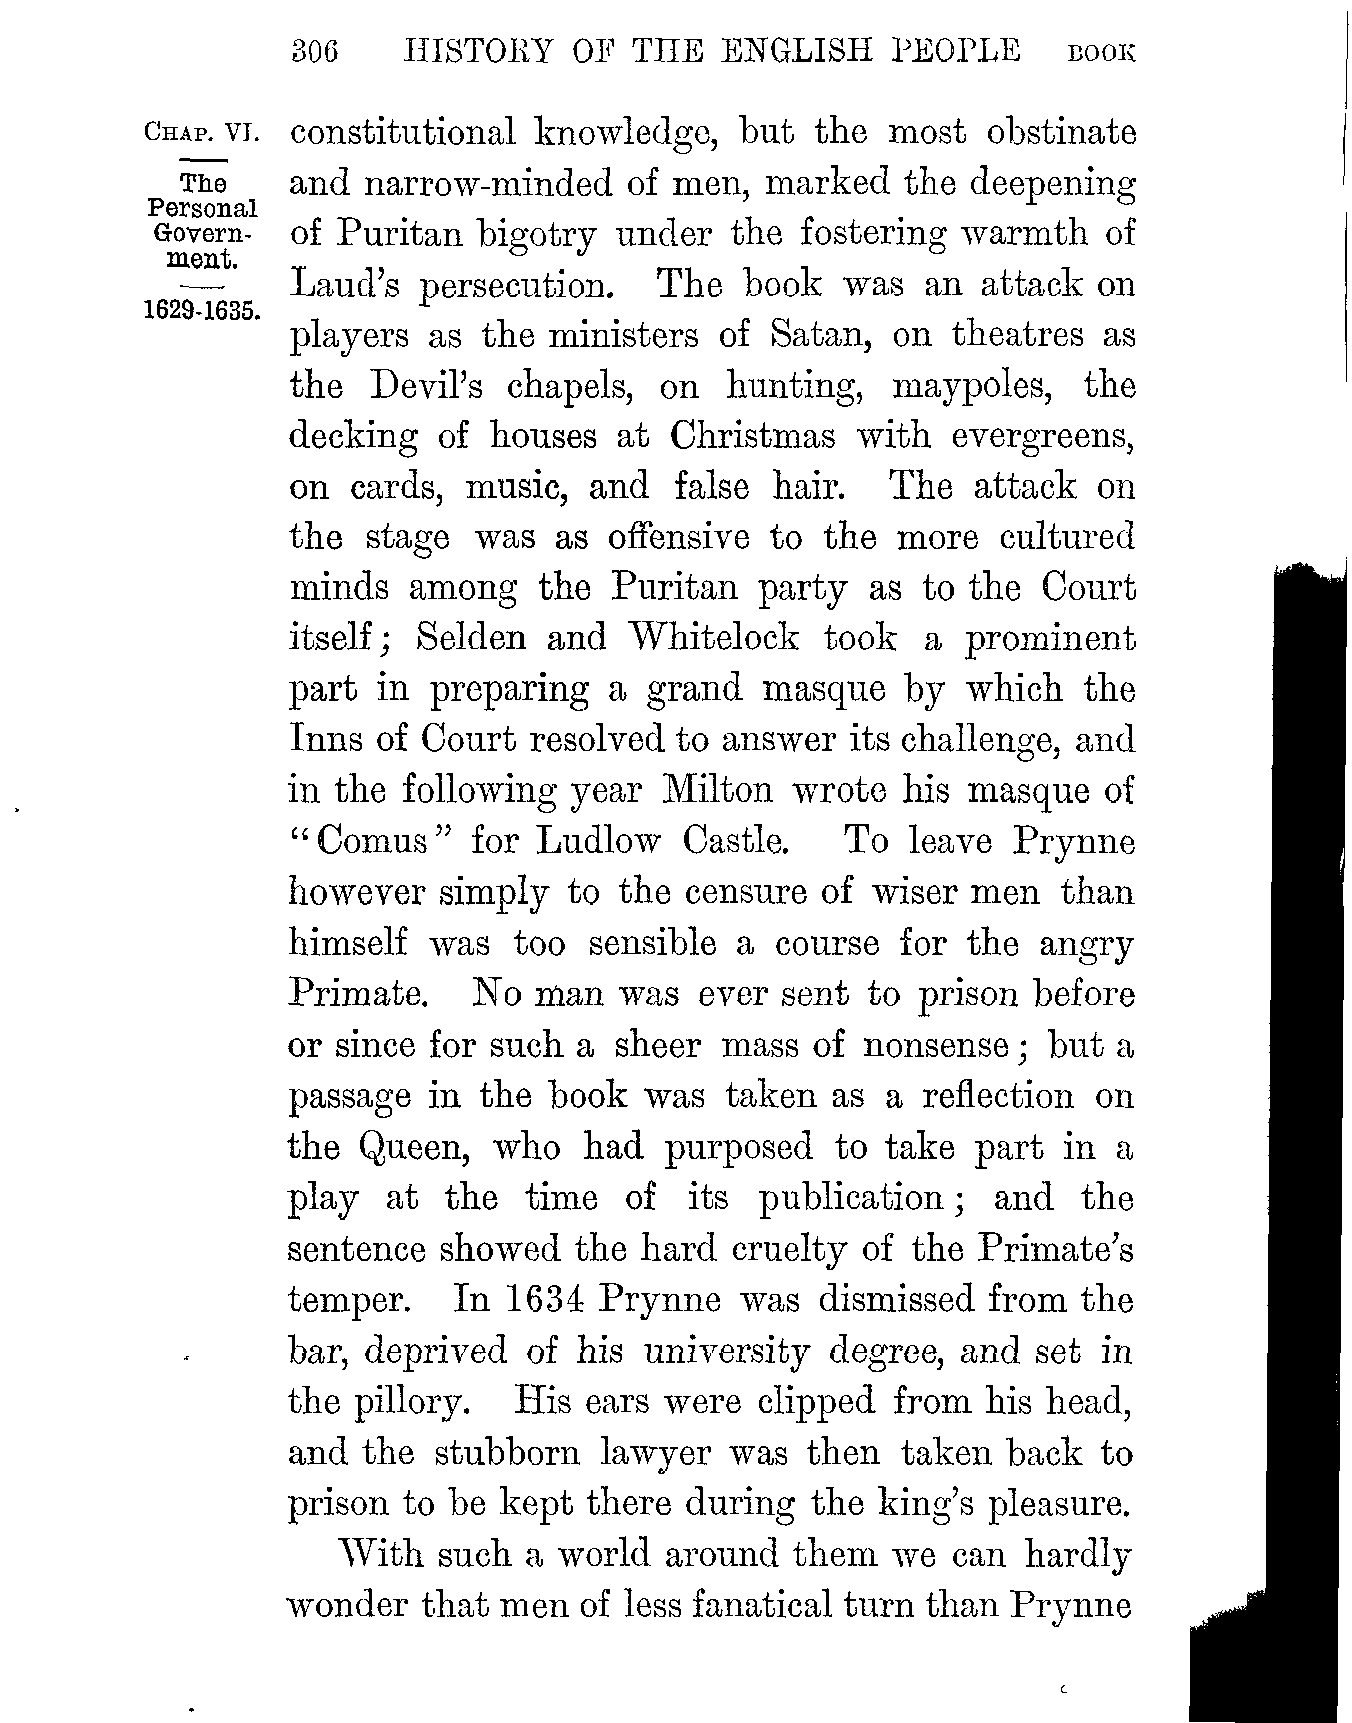 306 HISTORY OF THE ENGLISH PEOPLE BOOK
CHAP. VI.
The
Personal
Govern-
ment.
1629-1635.
constitutional knowledge, but the most obstinate
and narrow-minded of men, marked the deepening
of Puritan bigotry under the fostering warmth of
Laud's persecution. The book was an attack on
players as the ministers of Satan, on theatres as
the Devil's chapels, on hunting, maypoles, the
decking of houses at Christmas with evergreens,
on cards, music, and false hair. The attack on
the stage was as offensive to the more cultured
minds among the Puritan party as to the Court
itself; Selden and Whitelock took a prominent
part in preparing a grand masque by which the
Inns of Court resolved to answer its challenge, and
in the following year Milton wrote his masque of
"Comus" for Ludlow Castle. To leave Prynne
however simply to the censure of wiser men than
himself was too sensible a course for the angry
Primate. No man was ever sent to prison before
or since for such a sheer mass of nonsense; but a
passage in the book was taken as a reflection on
the Queen, who had purposed to take part in a
play at the time of its publication; and the
sentence showed the hard cruelty of the Primate's
temper. In 1634 Prynne was dismissed from the
bar, deprived of his university degree, and set in
the pillory. His ears were clipped from his head,
and the stubborn lawyer was then taken back to
prison to be kept there during the king's pleasure.
With such a world around them we can hardly
wonder that men of less fanatical turn than Prynne